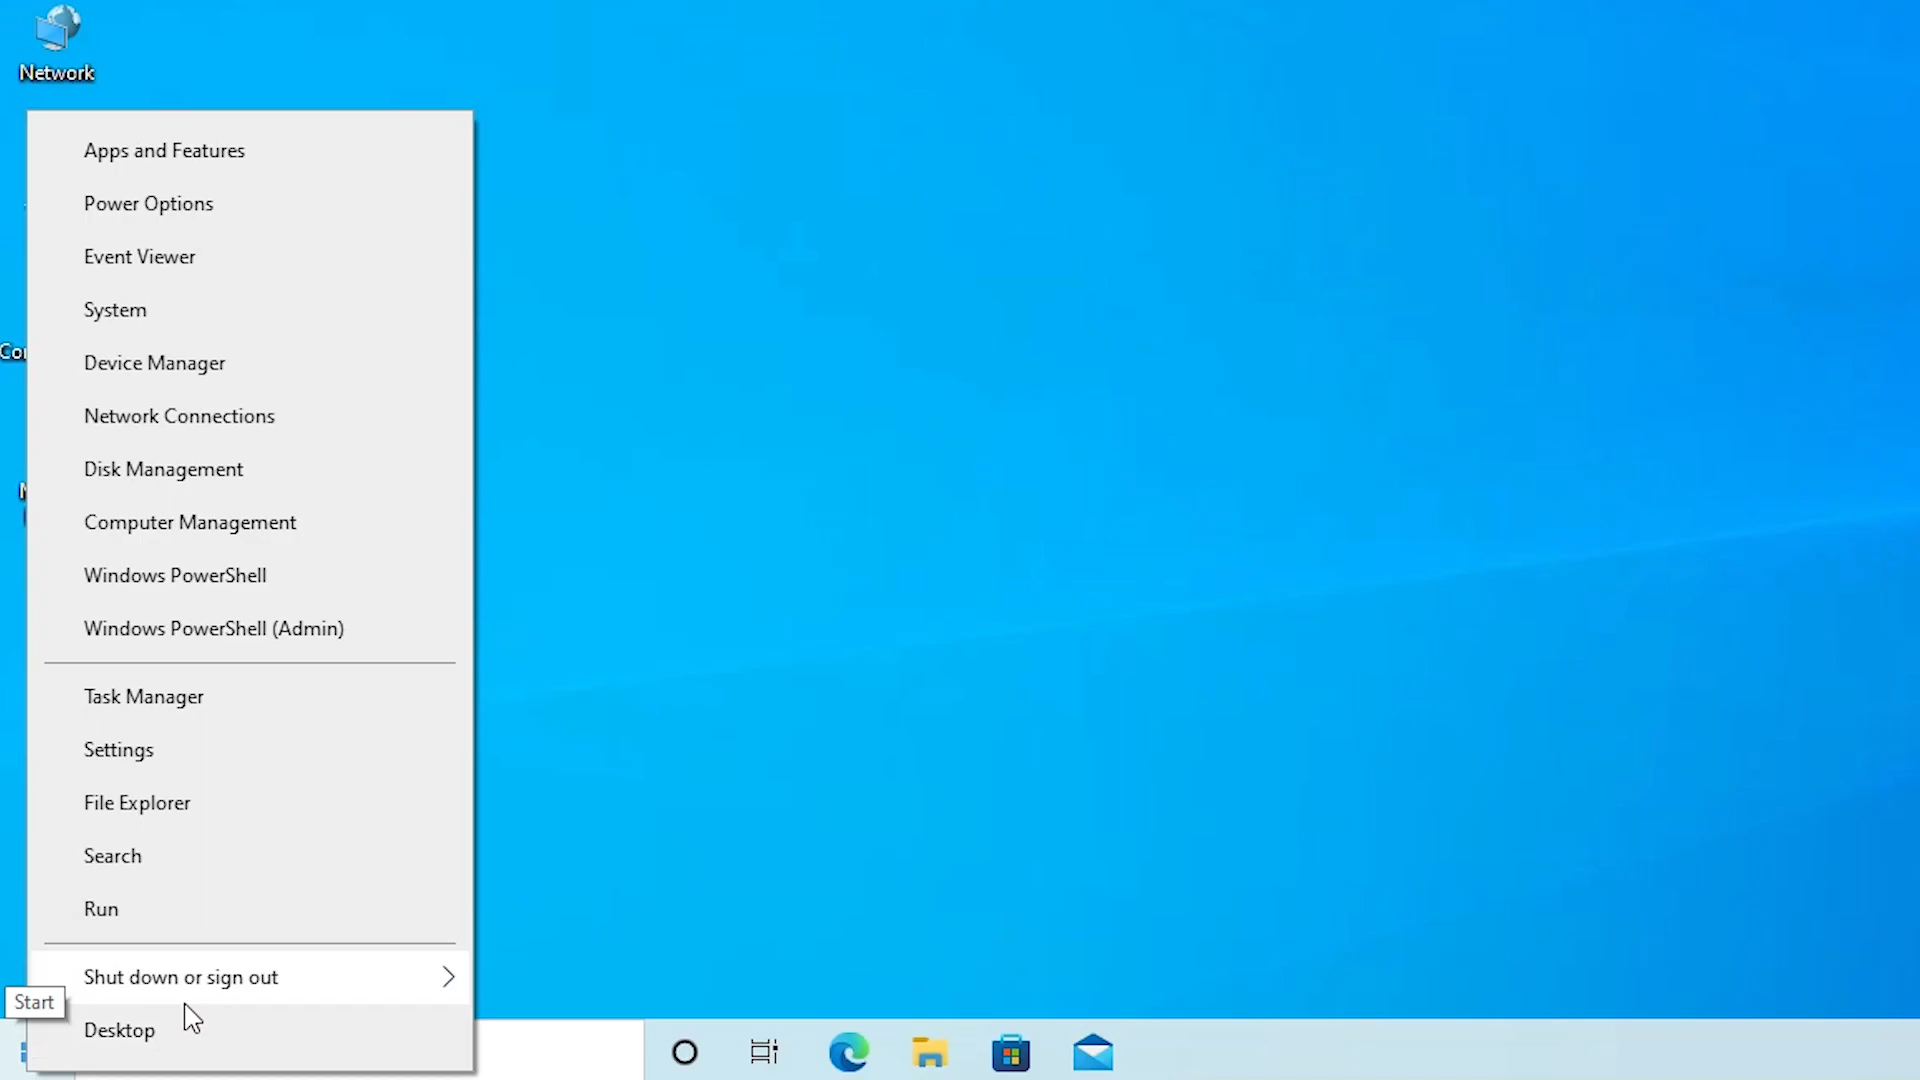 Network
Apps and Features
Power Options
Event Viewer
System
Device Manager
Network Connections
Disk Management
Computer Management
Windows PowerShell
Windows PowerShell (Admin)
Task Manager
Settings
File Explorer
Search
Run
Shut down or sign out
Start
Desktop